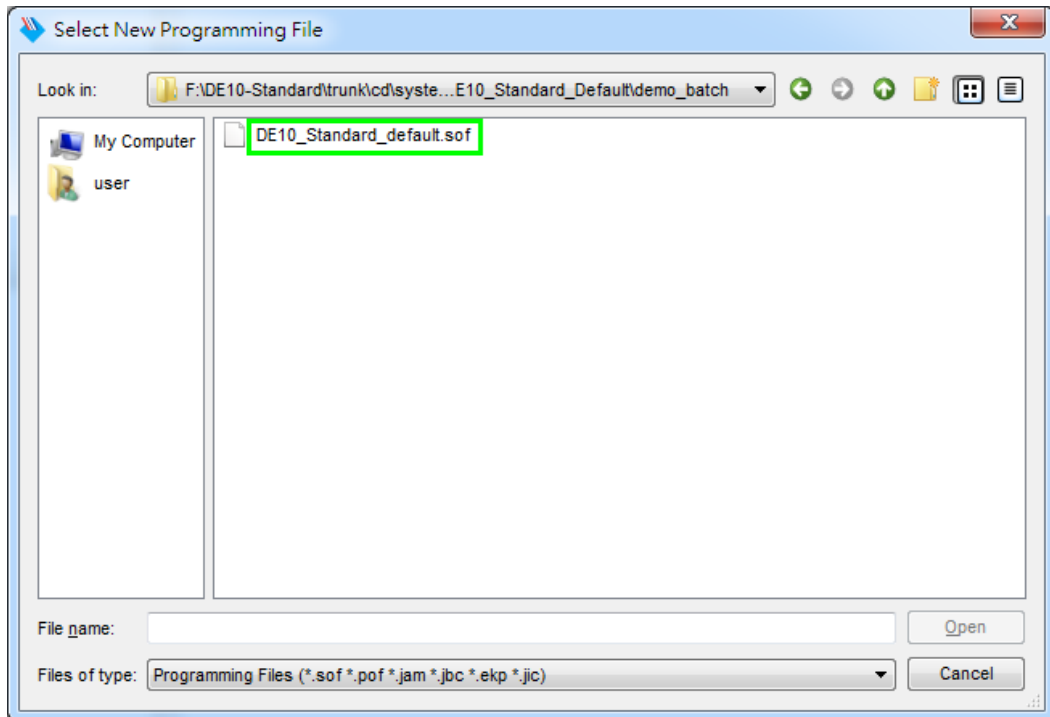 Select New Programming File
Look in:
F:\DE10-Standard\trunk\cd\syste...E10_Standard_Default\demo_batch
My Computer
DE10_Standard_default.sof
user
File name:
Open
Files of type:
Programming Files (*.sof *.pof *.jam *.jbc *.ekp *.jic)
Cancel